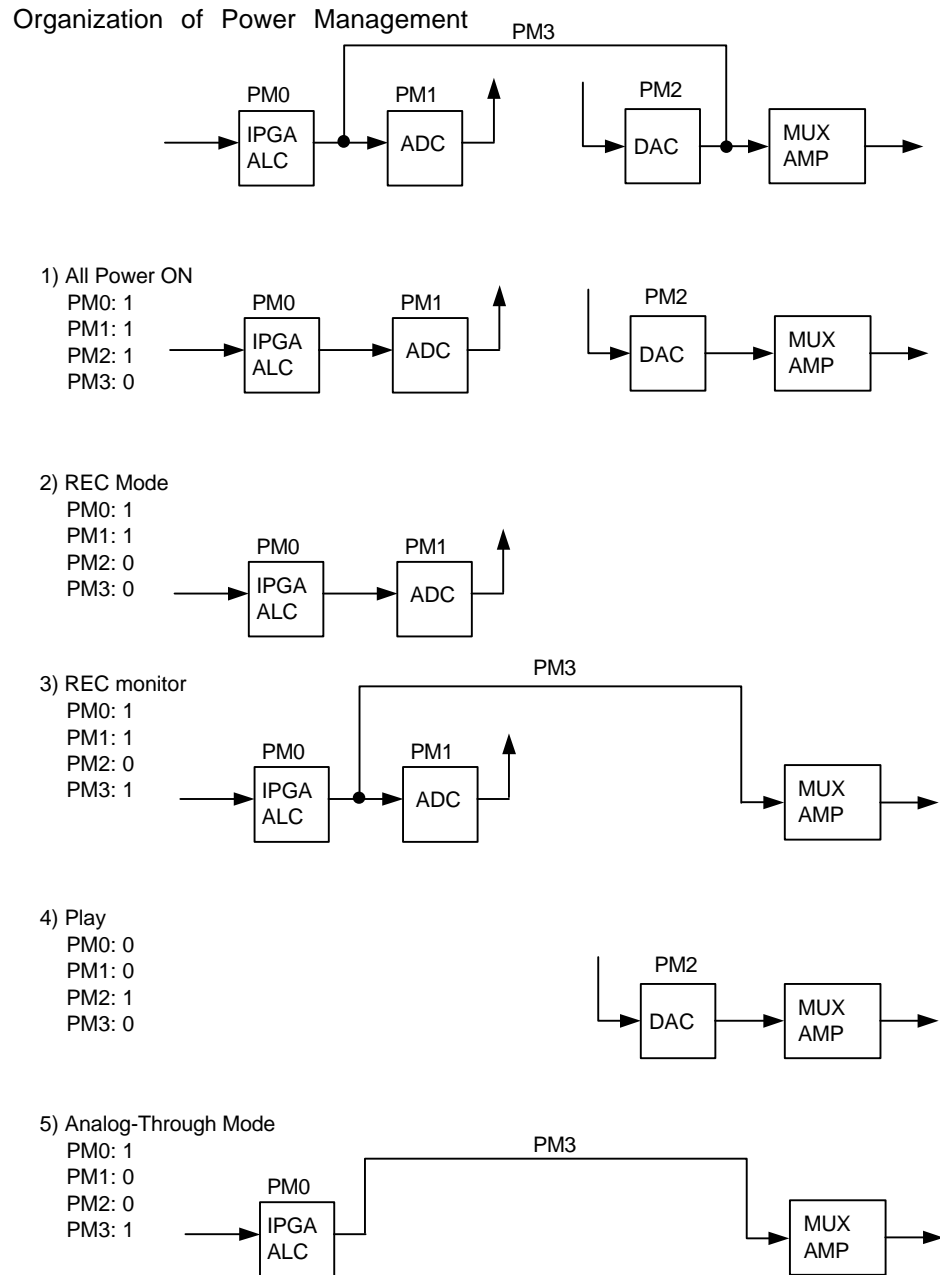 Organization of Power Management
PM3
PM0
PM1
PM2
IPGA
ALC
ADC
DAC
MUX
AMP
1) All Power ON
PM0: 1
PM1: 1
PM2: 1
PM3: 0
PM0
PM1
PM2
IPGA
ALC
ADC
DAC
MUX
AMP
2) REC Mode
PM0: 1
PM1: 1
PM2: 0
PM3: 0
PM0
PM1
IPGA
ALC
ADC
3) REC monitor
PM0: 1
PM1: 1
PM2: 0
PM3: 1
PM3
PM0
PM1
IPGA
ALC
ADC
MUX
AMP
4) Play
PM0: 0
PM1: 0
PM2: 1
PM3: 0
PM2
DAC
MUX
AMP
5) Analog-Through Mode
PM0: 1
PM1: 0
PM2: 0
PM3: 1
PM3
PM0
IPGA
ALC
MUX
AMP